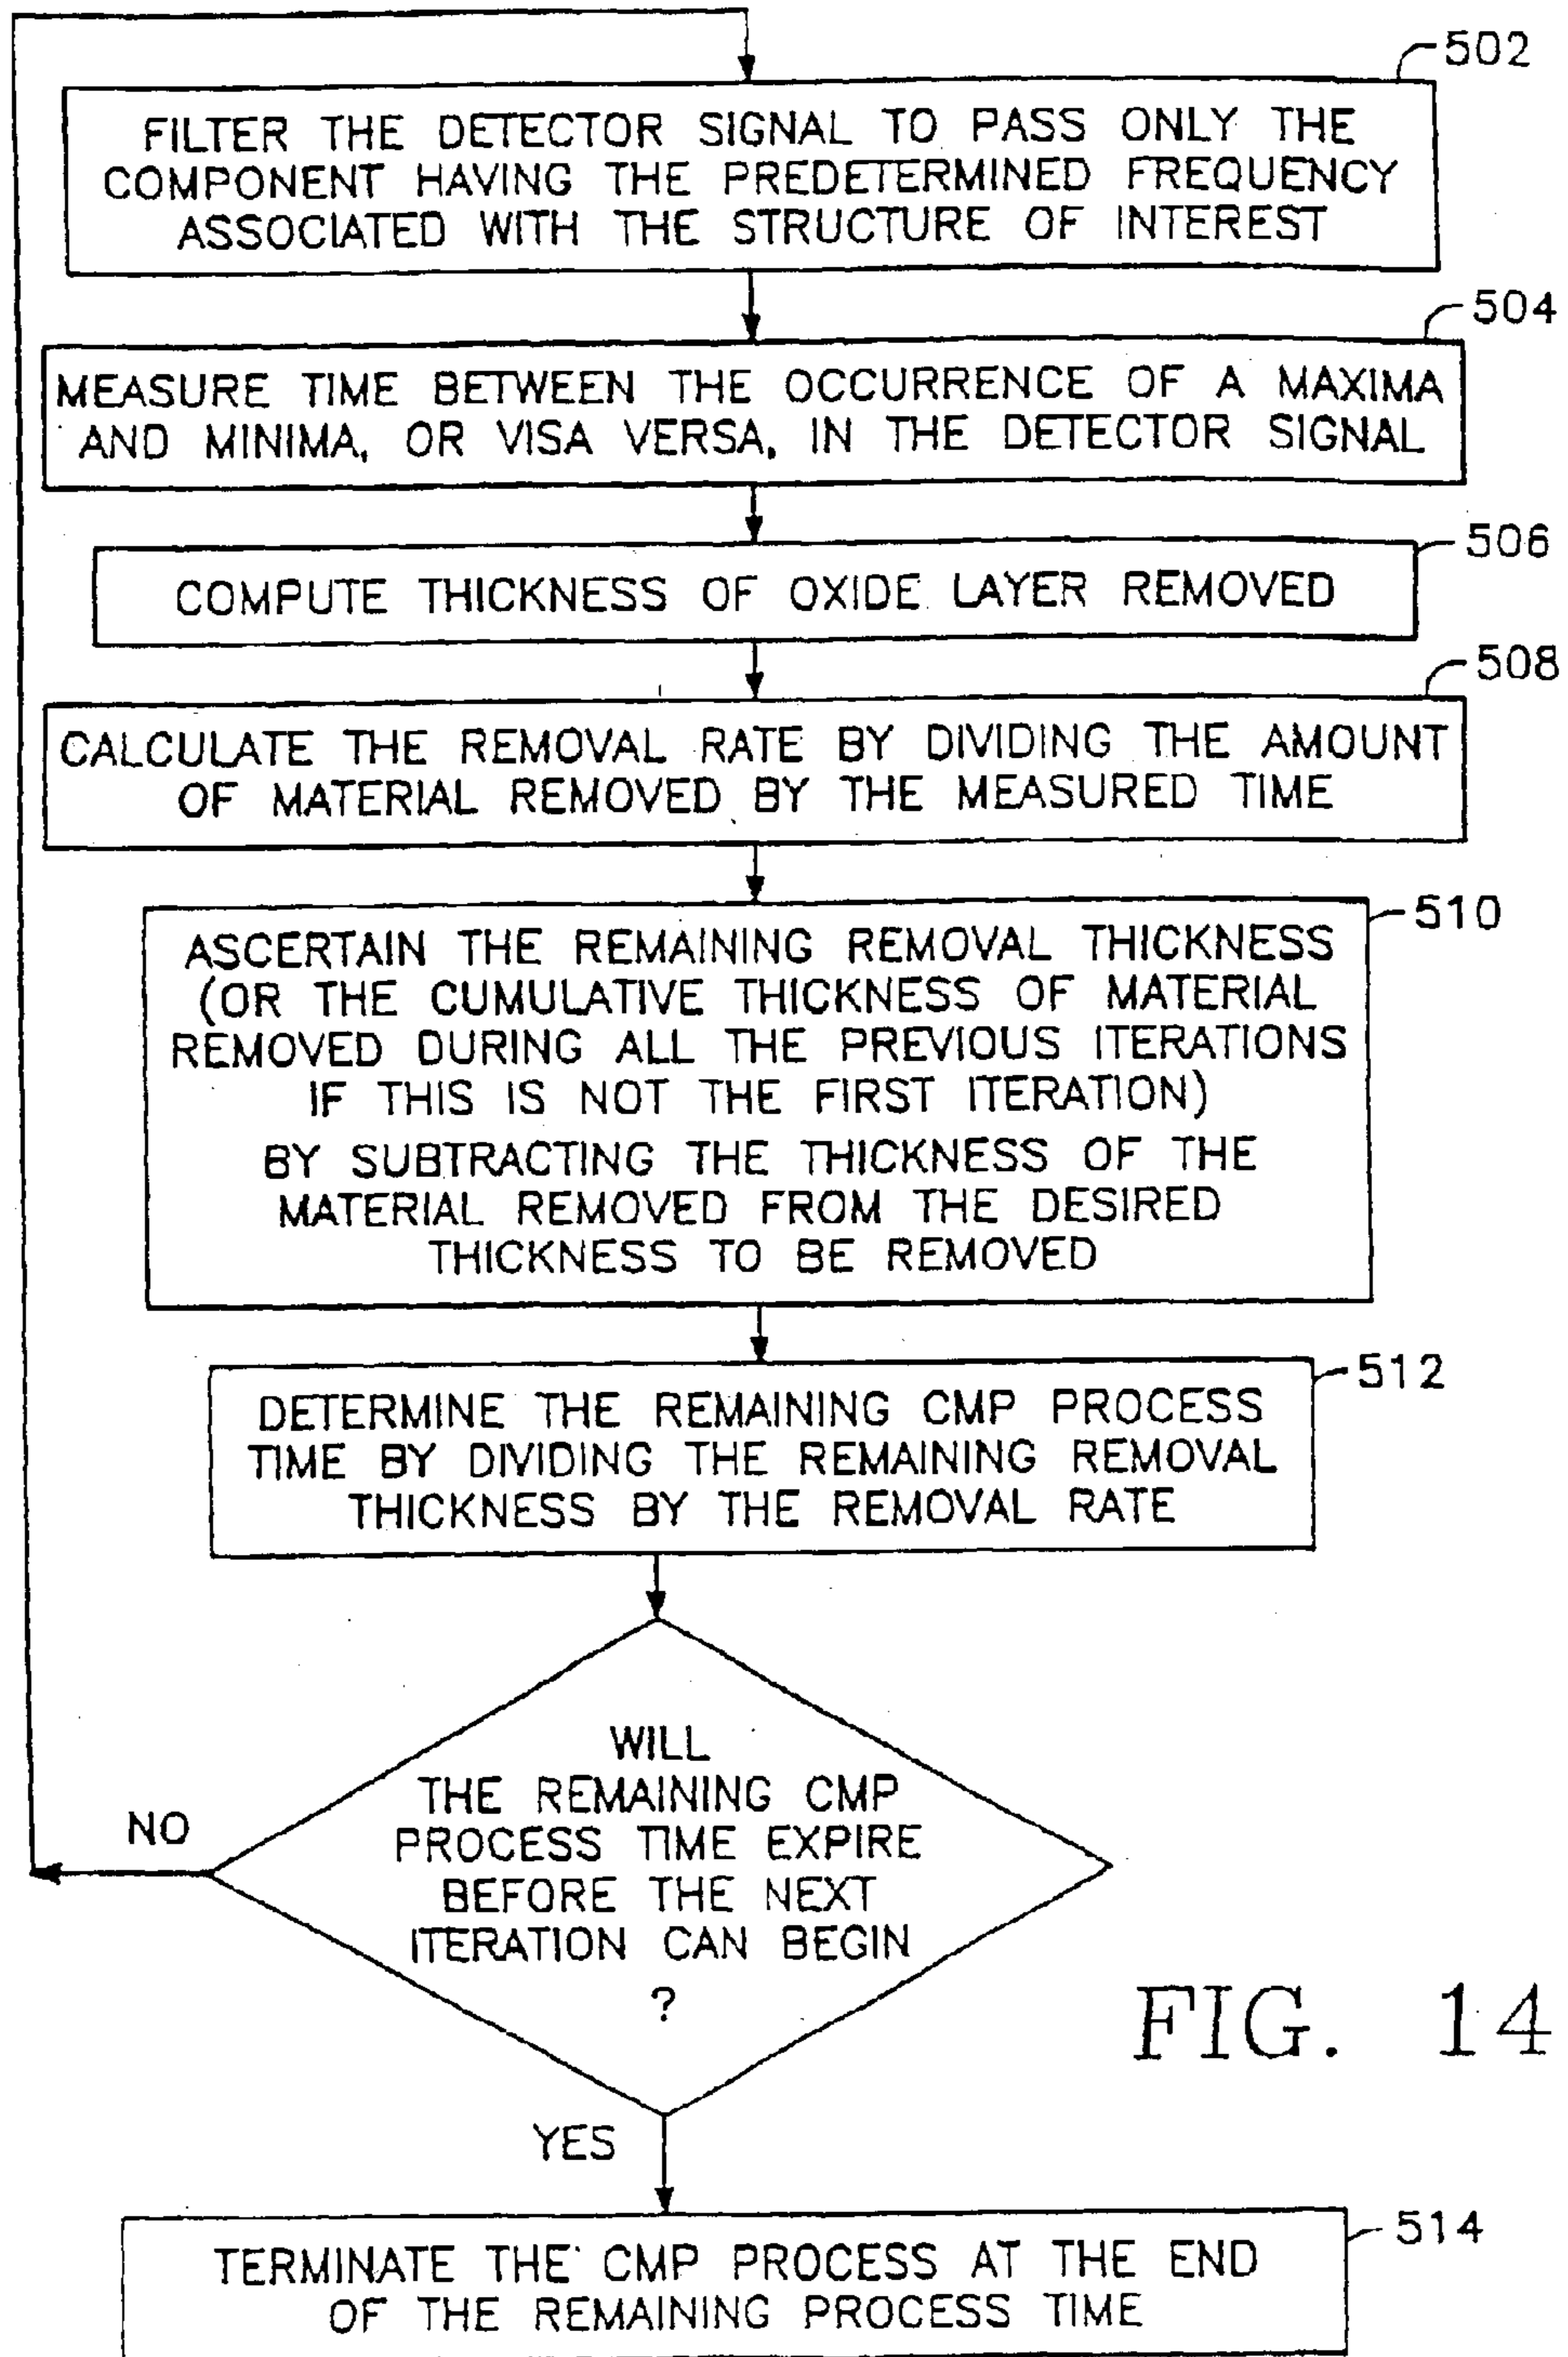 502
FILTER THE DETECTOR SIGNAL TO PASS ONLY THE
COMPONENT HAVING THE PREDETERMINED FREQUENCY
ASSOCIATED WITH THE STRUCTURE OF INTEREST
504
MEASURE TIME BETWEEN THE OCCURRENCE OF A MAXIMA
AND MINIMA, OR VISA VERSA, IN THE DETECTOR SIGNAL
506
COMPUTE THICKNESS OF OXIDE LAYER REMOVED
508
CALCULATE THE REMOVAL RATE BY DIVIDING THE AMOUNT
OF MATERIAL REMOVED BY THE MEASURED TIME
510
ASCERTAIN THE REMAINING REMOVAL THICKNESS
(OR THE CUMULATIVE THICKNESS OF MATERIAL
REMOVED DURING ALL THE PREVIOUS ITERATIONS
IF THIS IS NOT THE FIRST ITERATION)
BY SUBTRACTING THE THICKNESS OF THE
MATERIAL REMOVED FROM THE DESIRED
THICKNESS TO BE REMOVED
512
DETERMINE THE REMAINING CMP PROCESS
TIME BY DIVIDING THE REMAINING REMOVAL
THICKNESS BY THE REMOVAL RATE
WILL
THE REMAINING CMP
PROCESS TIME EXPIRE
BEFORE THE NEXT
ITERATION CAN BEGIN
?
NO
FIG. 14
YES
514
TERMINATE THE CMP PROCESS AT THE END
OF THE REMAINING PROCESS TIME